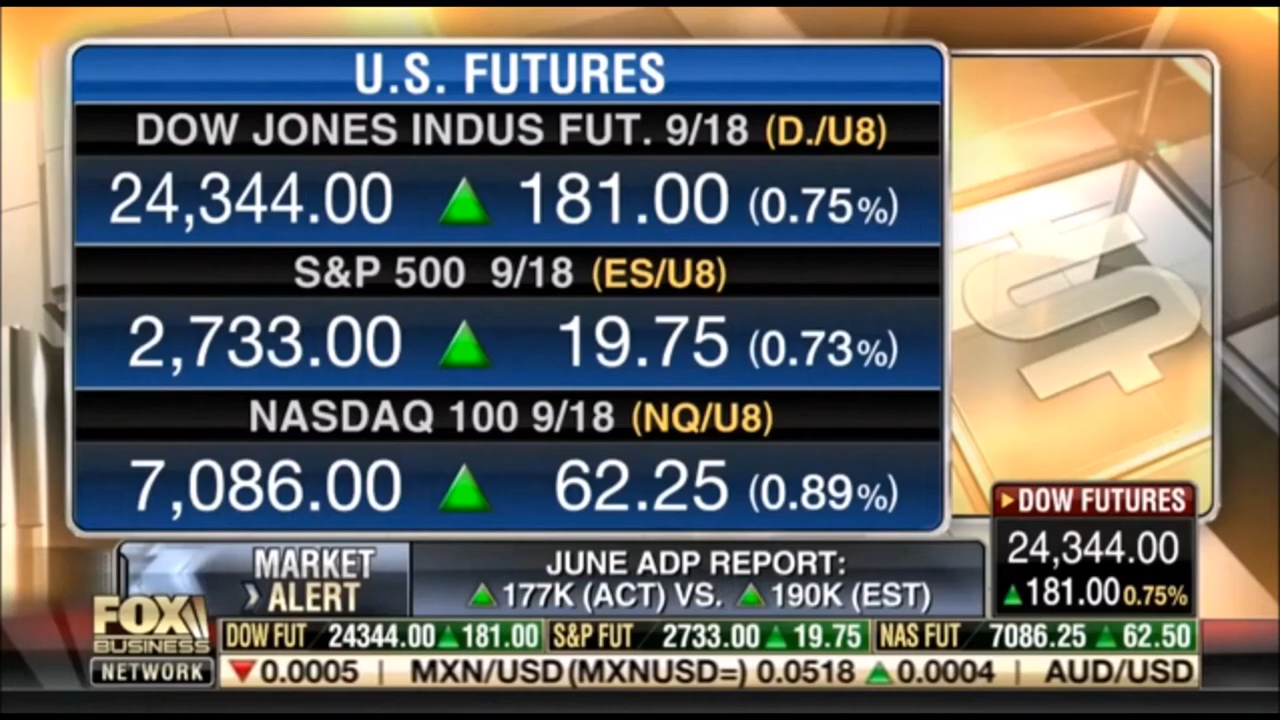 U.S. FUTURES
DOW JONES INDUS FUT. 9/18 (D./U8)
24,344.00 ▲ 181.00 (0.75%)
S&P 500 9/18 (ES/U8)
2,733.00 ▲ 19.75 (0.73%)
NASDAQ 100 9/18 (NQ/U8)
7,086.00 ▲ 62.25 (0.89%)
$
DOW FUTURES
24,344.00
▲181.00 0.75%
MARKET
ALERT
JUNE ADP REPORT:
▲177K (ACT) VS. ▲190K (EST)
FOX
BUSINESS
NETWORK
DOW FUT 24344.00▲181.00 S&P FUT 2733.00▲19.75 NAS FUT 7086.25▲62.50
▼0.0005 | MXN/USD (MXNUSD=) 0.0518 ▲0.0004 | AUD/USD